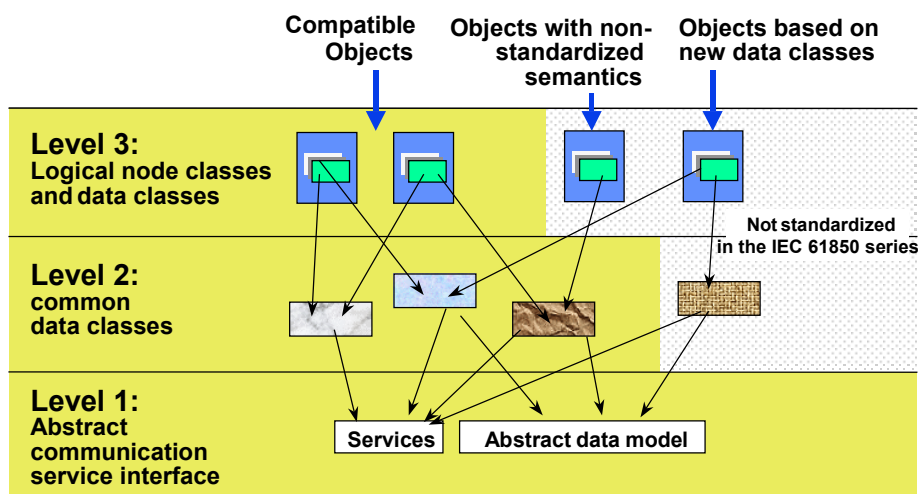 Compatible
Objects
Objects with non-
standardized
semantics
Objects based on
new data classes
Level 3:
Logical node classes
and data classes
Not standardized
in the IEC 61850 series
Level 2:
common
data classes
Level 1:
Abstract
communication
service interface
Services
Abstract data model